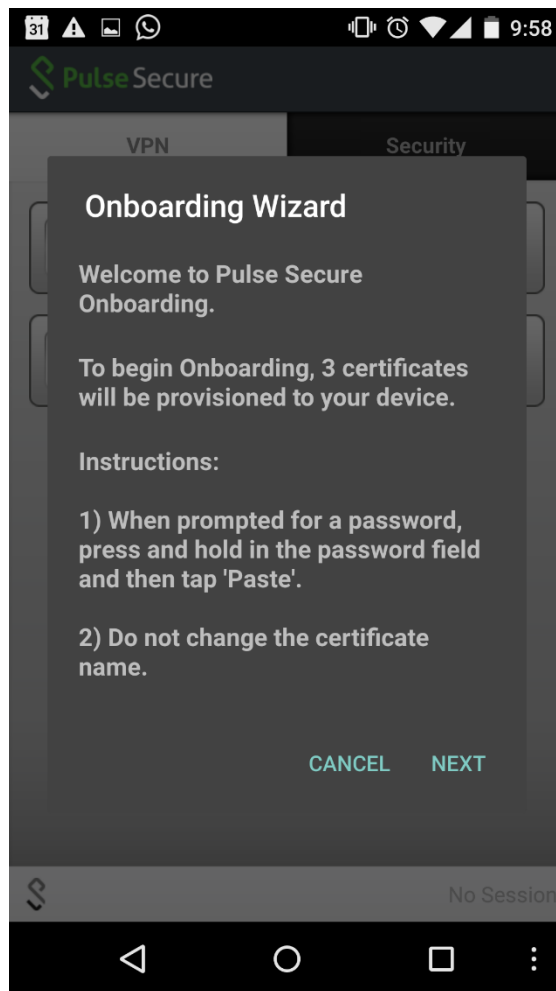 31
9:58
Pulse Secure
VPN
Security
Onboarding Wizard
Welcome to Pulse Secure
Onboarding.
To begin Onboarding, 3 certificates
will be provisioned to your device.
Instructions:
1) When prompted for a password,
press and hold in the password field
and then tap 'Paste'.
2) Do not change the certificate
name.
CANCEL
NEXT
No Session